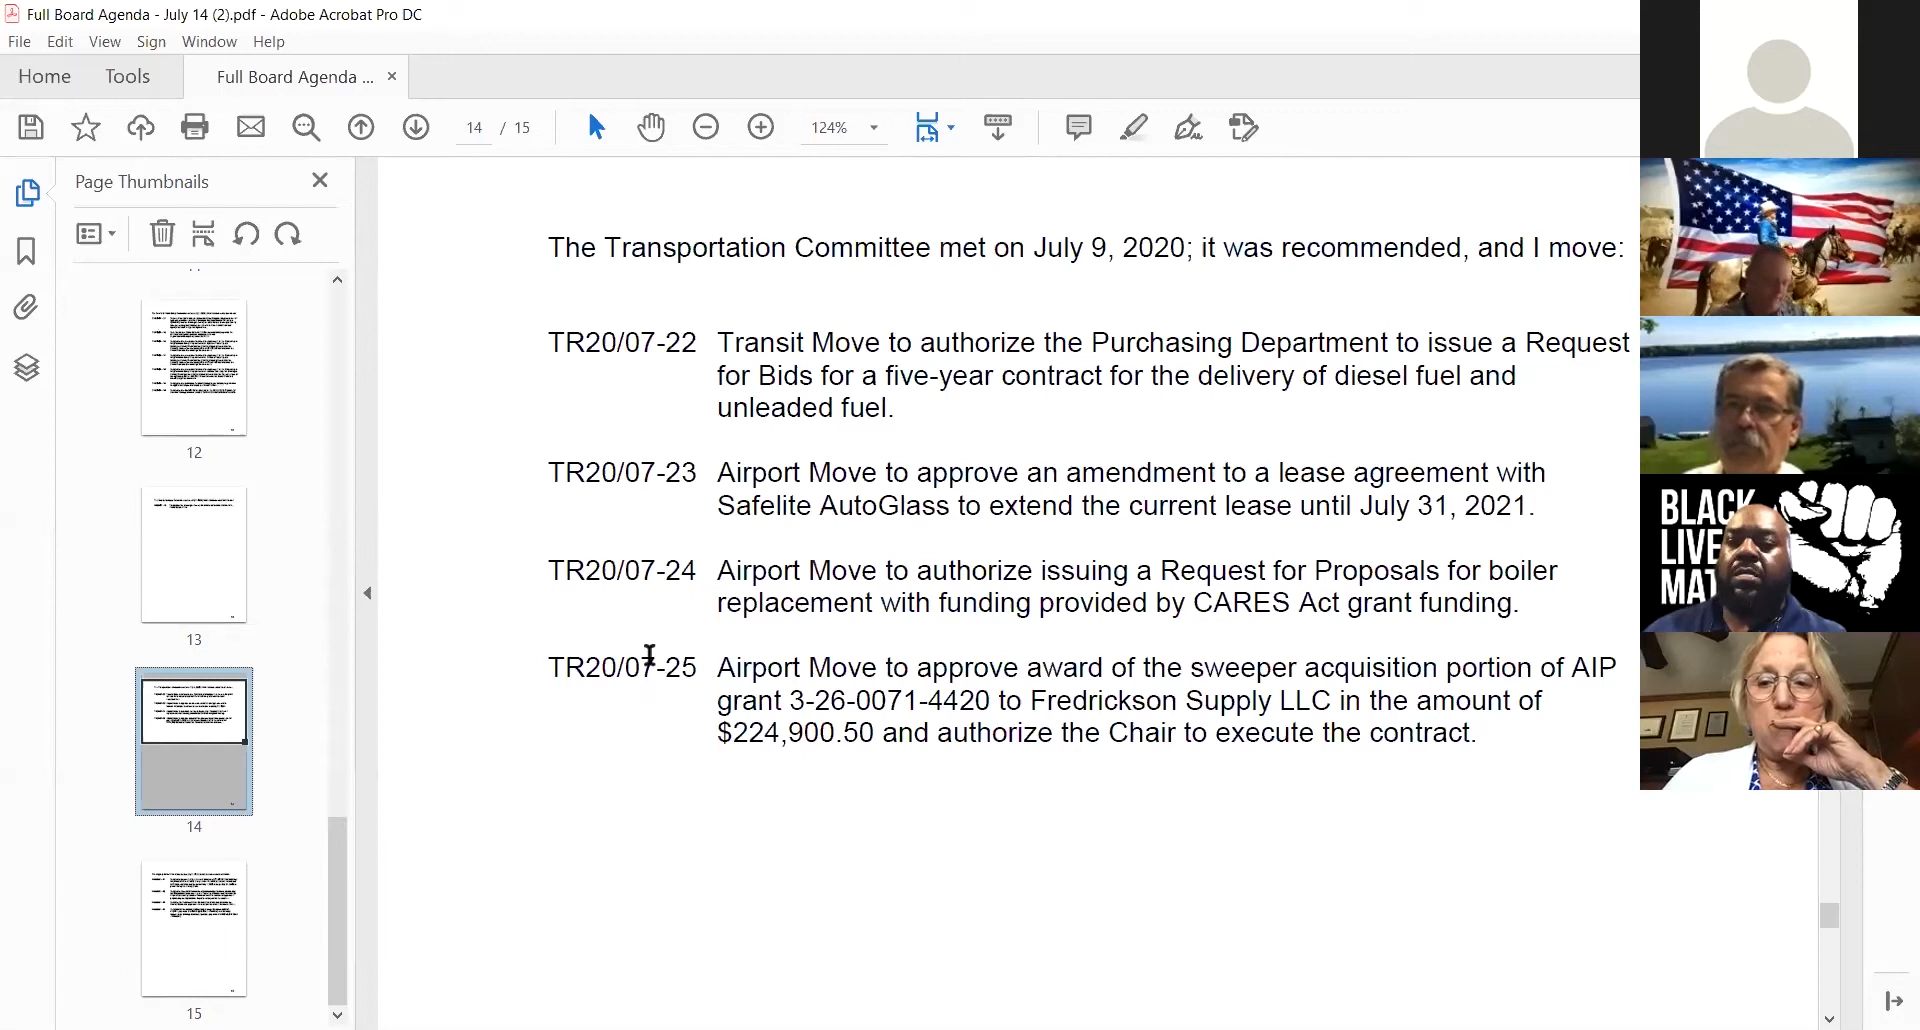 Full Board Agenda - July 14 (2).pdf - Adobe Acrobat Pro DC
File Edit View Sign Window Help
Home Tools Full Board Agenda ... ×
14 / 15 124%
Page Thumbnails
The Transportation Committee met on July 9, 2020; it was recommended, and I move:
TR20/07-22 Transit Move to authorize the Purchasing Department to issue a Request
for Bids for a five-year contract for the delivery of diesel fuel and
unleaded fuel.
TR20/07-23 Airport Move to approve an amendment to a lease agreement with
Safelite AutoGlass to extend the current lease until July 31, 2021.
TR20/07-24 Airport Move to authorize issuing a Request for Proposals for boiler
replacement with funding provided by CARES Act grant funding.
TR20/07-25 Airport Move to approve award of the sweeper acquisition portion of AIP
grant 3-26-0071-4420 to Fredrickson Supply LLC in the amount of
$224,900.50 and authorize the Chair to execute the contract.
12
13
14
15
BLACK
LIVE
MAT